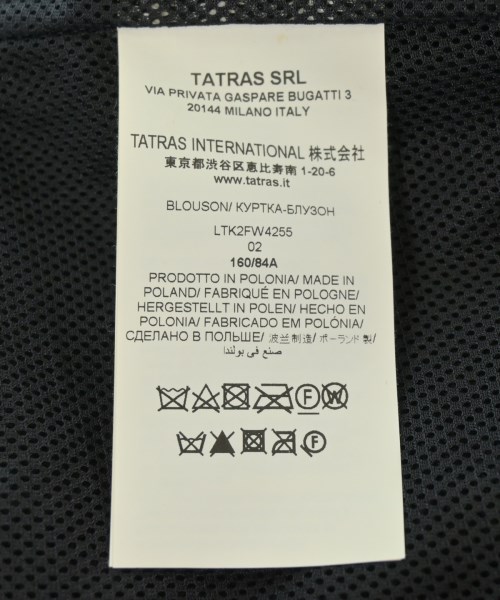 TATRAS SRL
VIA PRIVATA GASPARE BUGATTI 3
20144 MILANO ITALY
TATRAS INTERNATIONAL 株式会社
東京都渋谷区恵比寿南 1-20-6
www.tatras.it
BLOUSON/ КУРТКА-БЛУЗОН
LTK2FW4255
02
160/84A
PRODOTTO IN POLONIA/ MADE IN
POLAND/ FABRIQUÉ EN POLOGNE/
HERGESTELLT IN POLEN/ HECHO EN
POLONIA/ FABRICADO EM POLÓNIA/
СДЕЛАНО В ПОЛЬШЕ/ 波兰制造/ ポーランド製/
صنع في بولندا
F W
F